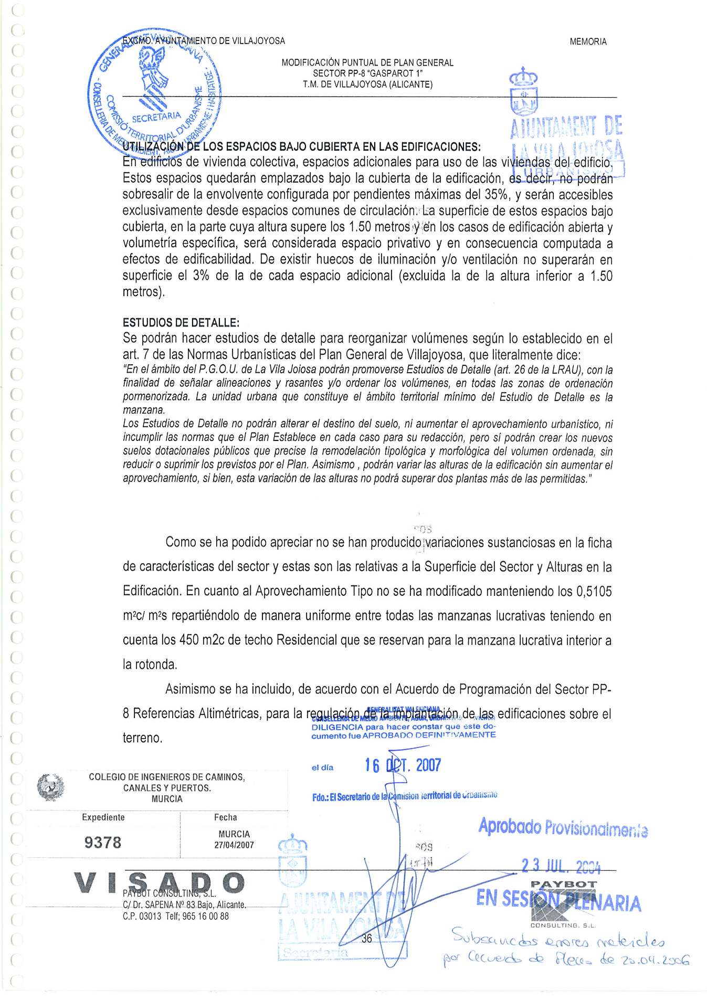 EXCMO. AYUNTAMIENTO DE VILLAJOYOSA
MEMORIA
MODIFICACIÓN PUNTUAL DE PLAN GENERAL
SECTOR PP-8 “GASPAROT 1”
T.M. DE VILLAJOYOSA (ALICANTE)
GENERALITAT VALENCIANA
CONSELLERIA DE MEDI AMBIENT, AIGUA, URBANISME I HABITATGE
COMISSIÓ TERRITORIAL D'URBANISME
SECRETARIA
AJUNTAMENT DE
LA VILA JOIOSA
URBANISMO
UTILIZACIÓN DE LOS ESPACIOS BAJO CUBIERTA EN LAS EDIFICACIONES:
En edificios de vivienda colectiva, espacios adicionales para uso de las viviendas del edificio.
Estos espacios quedarán emplazados bajo la cubierta de la edificación, es decir, no podrán
sobresalir de la envolvente configurada por pendientes máximas del 35%, y serán accesibles
exclusivamente desde espacios comunes de circulación. La superficie de estos espacios bajo
cubierta, en la parte cuya altura supere los 1.50 metros y en los casos de edificación abierta y
volumetría específica, será considerada espacio privativo y en consecuencia computada a
efectos de edificabilidad. De existir huecos de iluminación y/o ventilación no superarán en
superficie el 3% de la de cada espacio adicional (excluida la de la altura inferior a 1.50
metros).
ESTUDIOS DE DETALLE:
Se podrán hacer estudios de detalle para reorganizar volúmenes según lo establecido en el
art. 7 de las Normas Urbanísticas del Plan General de Villajoyosa, que literalmente dice:
“En el ámbito del P.G.O.U. de La Vila Joiosa podrán promoverse Estudios de Detalle (art. 26 de la LRAU), con la
finalidad de señalar alineaciones y rasantes y/o ordenar los volúmenes, en todas las zonas de ordenación
pormenorizada. La unidad urbana que constituye el ámbito territorial mínimo del Estudio de Detalle es la
manzana.
Los Estudios de Detalle no podrán alterar el destino del suelo, ni aumentar el aprovechamiento urbanístico, ni
incumplir las normas que el Plan Establece en cada caso para su redacción, pero sí podrán crear los nuevos
suelos dotacionales públicos que precise la remodelación tipológica y morfológica del volumen ordenada, sin
reducir o suprimir los previstos por el Plan. Asimismo , podrán variar las alturas de la edificación sin aumentar el
aprovechamiento, si bien, esta variación de las alturas no podrá superar dos plantas más de las permitidas.”
Como se ha podido apreciar no se han producido variaciones sustanciosas en la ficha
de características del sector y estas son las relativas a la Superficie del Sector y Alturas en la
Edificación. En cuanto al Aprovechamiento Tipo no se ha modificado manteniendo los 0,5105
m²c/ m²s repartiéndolo de manera uniforme entre todas las manzanas lucrativas teniendo en
cuenta los 450 m2c de techo Residencial que se reservan para la manzana lucrativa interior a
la rotonda.
Asimismo se ha incluido, de acuerdo con el Acuerdo de Programación del Sector PP-
8 Referencias Altimétricas, para la regulación de la implantación de las edificaciones sobre el
terreno.
GENERALITAT VALENCIANA
CONSELLERIA DE MEDIO AMBIENTE, AGUA, URBANISMO Y VIVIENDA
DILIGENCIA para hacer constar que este do-
cumento fue APROBADO DEFINITIVAMENTE
el día 16 OCT. 2007
Fdo.: El Secretario de la Comisión Territorial de Urbanismo
COLEGIO DE INGENIEROS DE CAMINOS,
CANALES Y PUERTOS.
MURCIA
Expediente Fecha
9378 MURCIA
27/04/2007
VISADO
PAYBOT CONSULTING, S.L.
C/ Dr. SAPENA Nº 83 Bajo, Alicante.
C.P. 03013 Telf; 965 16 00 88
AJUNTAMENT DE
LA VILA JOIOSA
Secretaria
36
Aprobado Provisionalmente
23 JUL. 2004
EN SESIÓN PLENARIA
PAYBOT
CONSULTING. S.L.
Subsanados errores materiales
por acuerdo de Pleno de 20.04.2006